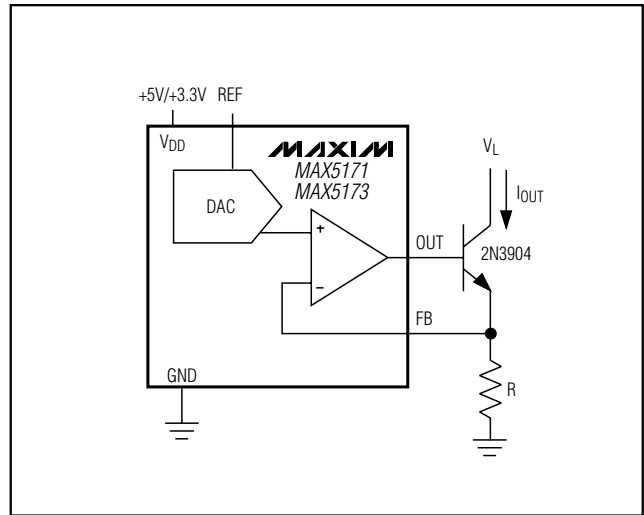 +5V/+3.3V REF
VDD
MAXIM
MAX5171
MAX5173
DAC
+
−
OUT
FB
GND
VL
IOUT
2N3904
R